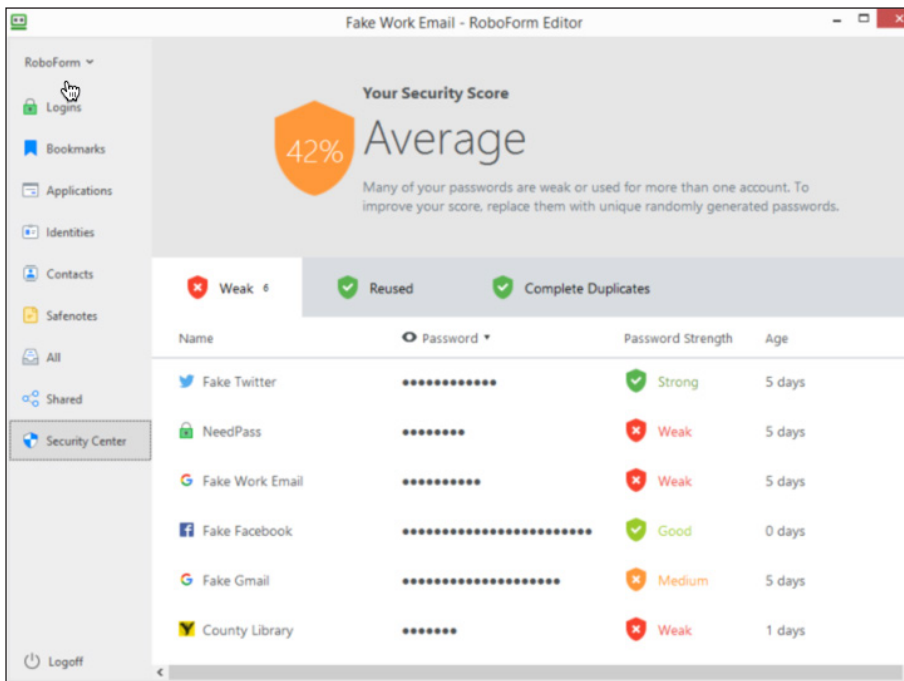 Fake Work Email - RoboForm Editor
RoboForm
Logins
Bookmarks
Applications
Identities
Contacts
Safenotes
All
Shared
Security Center
Logoff
Your Security Score
42%
Average
Many of your passwords are weak or used for more than one account. To
improve your score, replace them with unique randomly generated passwords.
Weak 6 Reused Complete Duplicates
Name Password Password Strength Age
Fake Twitter •••••••••••• Strong 5 days
NeedPass •••••••• Weak 5 days
Fake Work Email •••••••••• Weak 5 days
Fake Facebook •••••••••••••••••••••••• Good 0 days
Fake Gmail •••••••••••••••••••• Medium 5 days
County Library ••••••• Weak 1 days